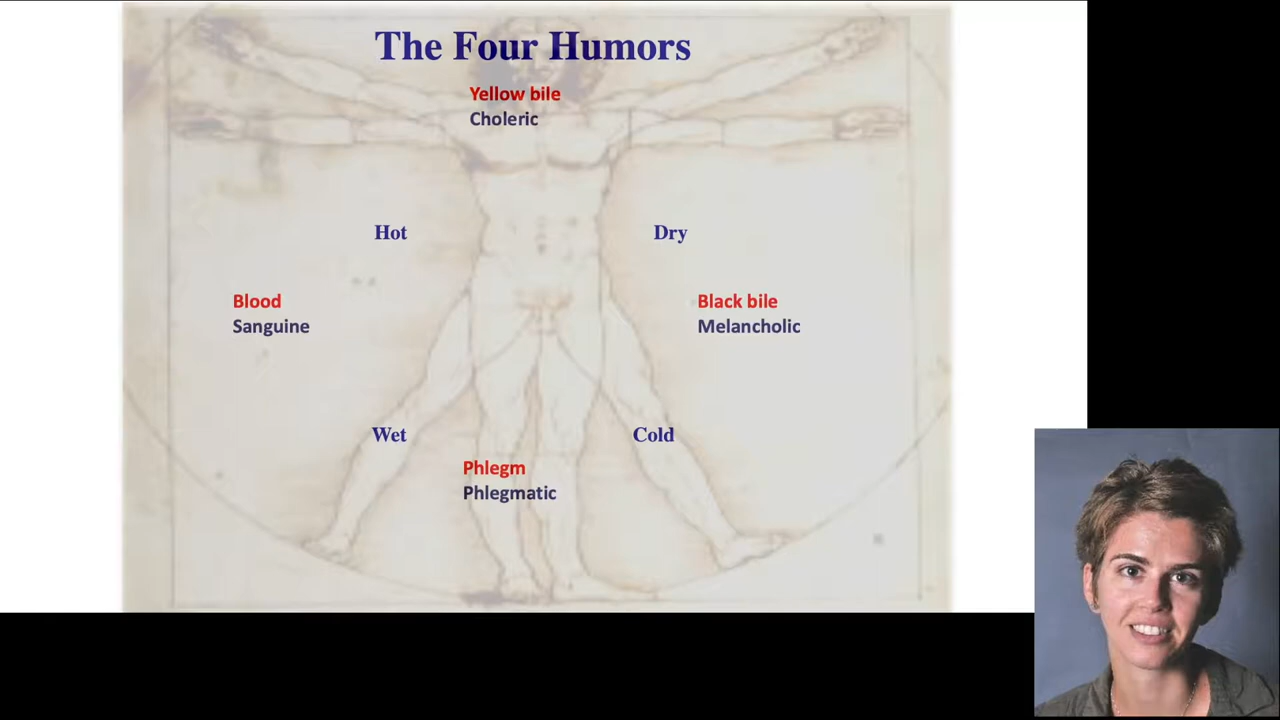 The Four Humors
Yellow bile
Choleric
Hot
Dry
Blood
Sanguine
Black bile
Melancholic
Wet
Cold
Phlegm
Phlegmatic